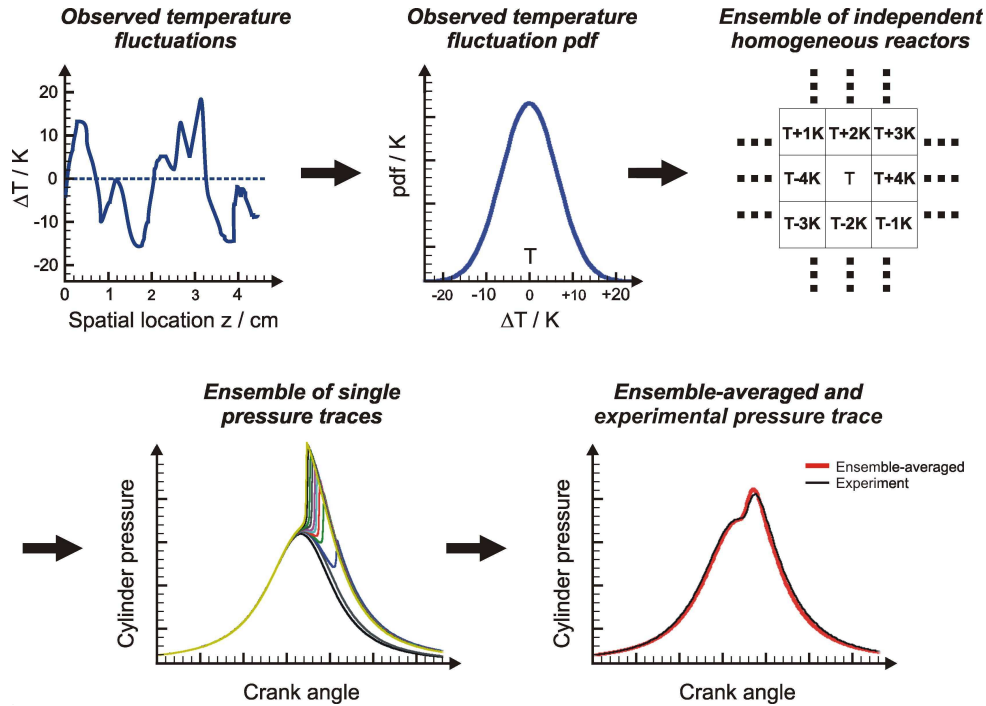 Observed temperature
fluctuations
ΔT / K
20
10
0
-10
-20
0
1
2
3
4
Spatial location z / cm
Observed temperature
fluctuation pdf
pdf / K
T
-20
-10
0
+10
+20
ΔT / K
Ensemble of independent
homogeneous reactors
T+1K T+2K T+3K
T-4K T T+4K
T-3K T-2K T-1K
Ensemble of single
pressure traces
Cylinder pressure
Crank angle
Ensemble-averaged and
experimental pressure trace
Ensemble-averaged
Experiment
Cylinder pressure
Crank angle